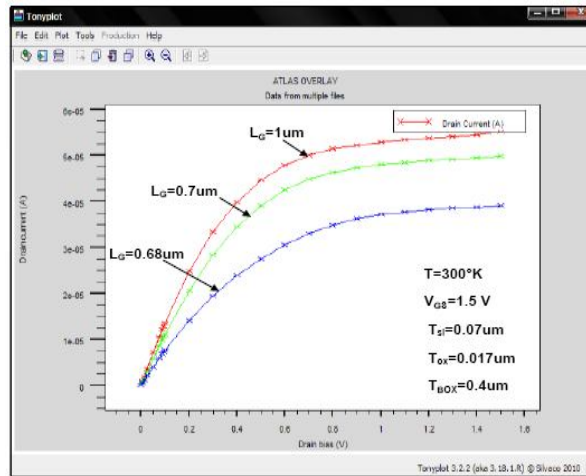 Tonyplot
File Edit Plot Tools Production Help
ATLAS OVERLAY
Data from multiple files
Drain Current (A)
6e-05
5e-05
4e-05
3e-05
2e-05
1e-05
0
Drain current (A)
LG=1um
LG=0.7um
LG=0.68um
T=300°K
VGS=1.5 V
Tsi=0.07um
Tox=0.017um
TBOX=0.4um
0 0.2 0.4 0.6 0.8 1 1.2 1.4 1.6
Drain bias (V)
Tonyplot 3.2.2 (aka 3.18.1.R) © Silvaco 2010